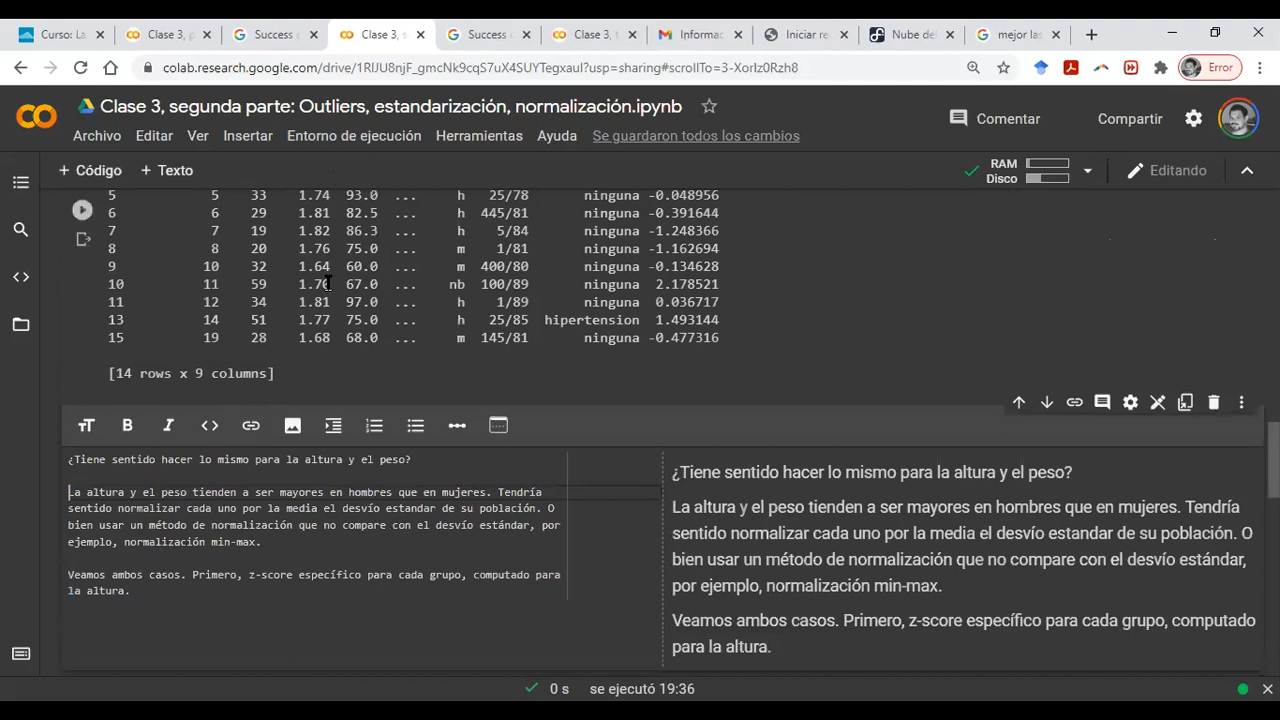 Curso: La
Clase 3, p
Success
Clase 3, s
Success
Clase 3, t
Informac
Iniciar re
Nube del
mejor las
colab.research.google.com/drive/1RlJU8njF_gmcNk9cqS7uX4SUYTegxauI?usp=sharing#scrollTo=3-XorIz0Rzh8
Error
Clase 3, segunda parte: Outliers, estandarización, normalización.ipynb
Comentar
Compartir
Archivo Editar Ver Insertar Entorno de ejecución Herramientas Ayuda Se guardaron todos los cambios
+ Código + Texto
RAM
Disco
Editando
5 5 33 1.74 93.0 ... h 25/78 ninguna -0.048956
6 6 29 1.81 82.5 ... h 445/81 ninguna -0.391644
7 7 19 1.82 86.3 ... h 5/84 ninguna -1.248366
8 8 20 1.76 75.0 ... m 1/81 ninguna -1.162694
9 10 32 1.64 60.0 ... m 400/80 ninguna -0.134628
10 11 59 1.70 67.0 ... nb 100/89 ninguna 2.178521
11 12 34 1.81 97.0 ... h 1/89 ninguna 0.036717
13 14 51 1.77 75.0 ... h 25/85 hipertension 1.493144
15 19 28 1.68 68.0 ... m 145/81 ninguna -0.477316
[14 rows x 9 columns]
¿Tiene sentido hacer lo mismo para la altura y el peso?
La altura y el peso tienden a ser mayores en hombres que en mujeres. Tendría
sentido normalizar cada uno por la media el desvío estandar de su población. O
bien usar un método de normalización que no compare con el desvío estándar, por
ejemplo, normalización min-max.
Veamos ambos casos. Primero, z-score específico para cada grupo, computado para
la altura.
¿Tiene sentido hacer lo mismo para la altura y el peso?
La altura y el peso tienden a ser mayores en hombres que en mujeres. Tendría
sentido normalizar cada uno por la media el desvío estandar de su población. O
bien usar un método de normalización que no compare con el desvío estándar,
por ejemplo, normalización min-max.
Veamos ambos casos. Primero, z-score específico para cada grupo, computado
para la altura.
0 s se ejecutó 19:36